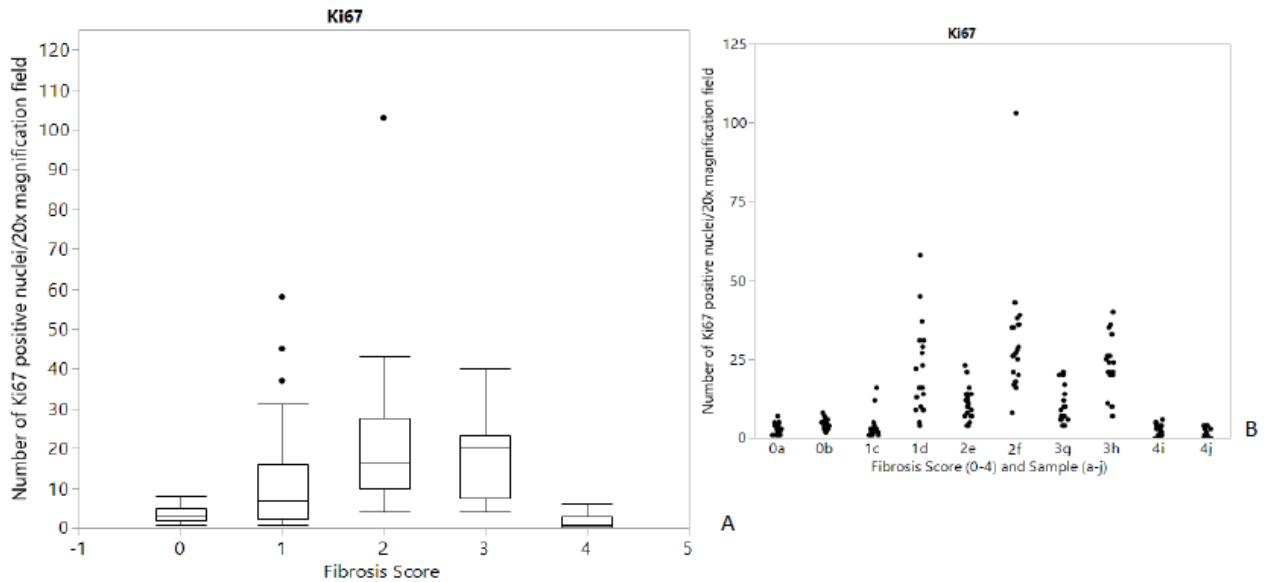 Ki67
Number of Ki67 positive nuclei/20x magnification field
120
110
100
90
80
70
60
50
40
30
20
10
0
-1 0 1 2 3 4 5
Fibrosis Score
A
Ki67
Number of Ki67 positive nuclei/20x magnification field
125
100
75
50
25
0
0a 0b 1c 1d 2e 2f 3g 3h 4i 4j
Fibrosis Score (0-4) and Sample (a-j)
B